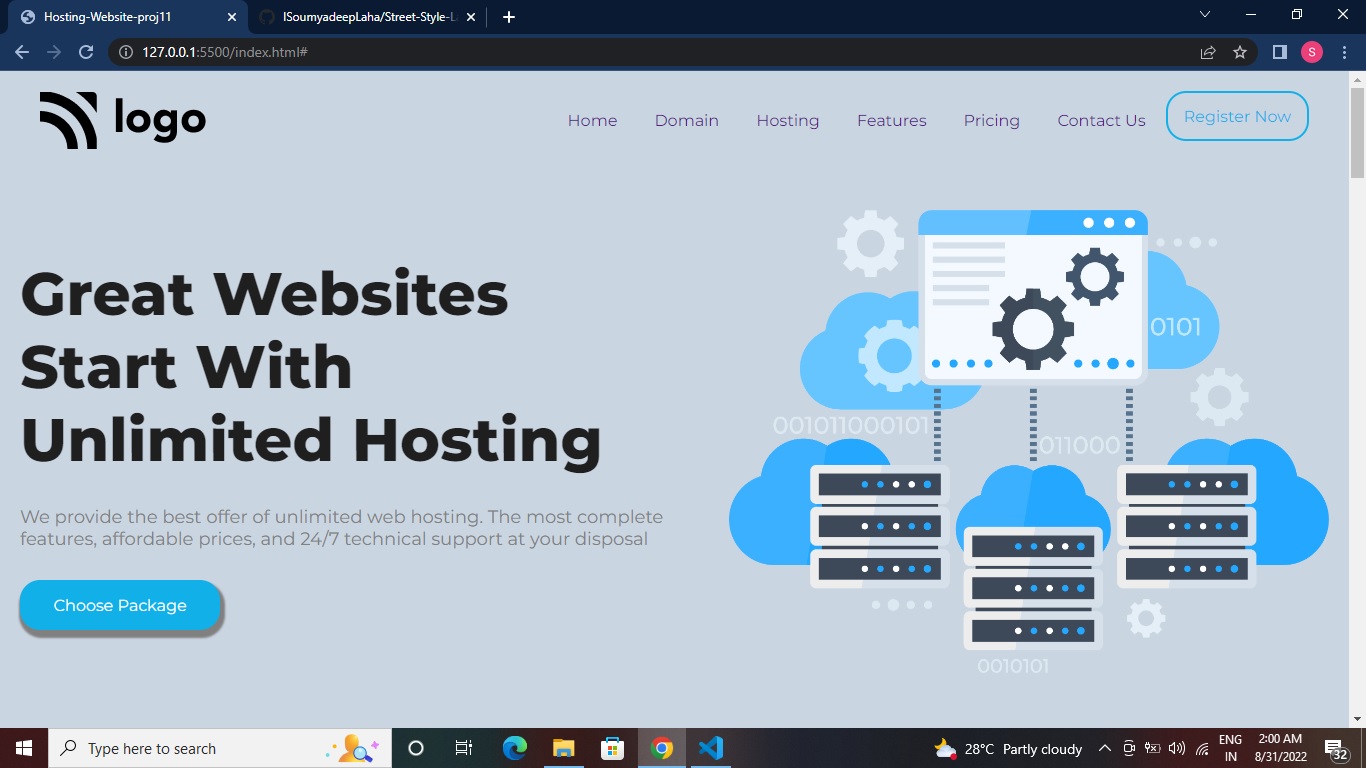 Hosting-Website-proj11
ISoumyadeepLaha/Street-Style-L
127.0.0.1:5500/index.html#
S
logo
Home Domain Hosting Features Pricing Contact Us Register Now
Great Websites
Start With
Unlimited Hosting
We provide the best offer of unlimited web hosting. The most complete
features, affordable prices, and 24/7 technical support at your disposal
Choose Package
0101
001011000101
011000
0010101
Type here to search
28°C Partly cloudy
ENG
IN
2:00 AM
8/31/2022
32